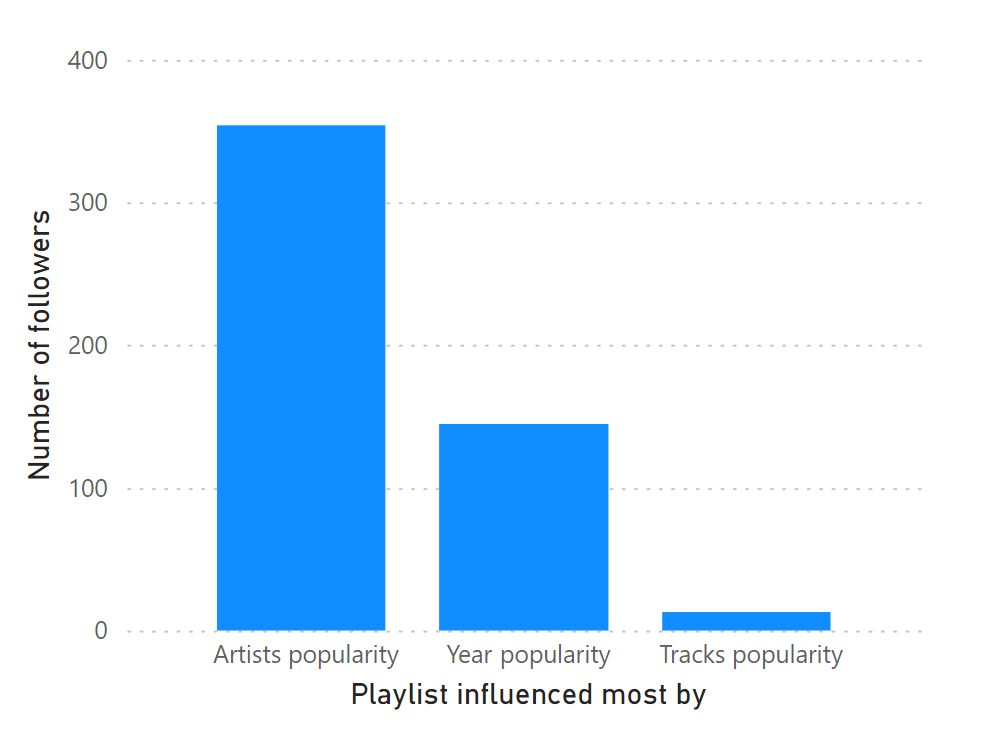 400
300
200
100
0
Number of followers
Artists popularity
Year popularity
Tracks popularity
Playlist influenced most by